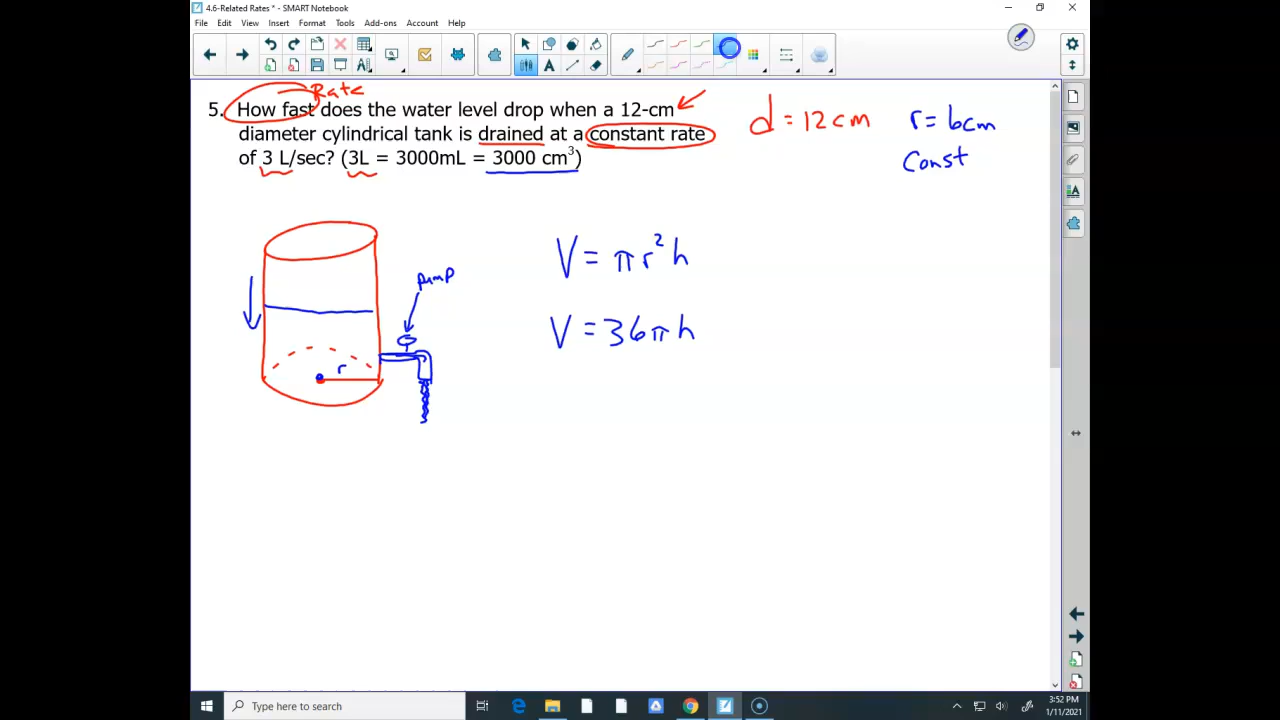 4.6-Related Rates * - SMART Notebook
File Edit View Insert Format Tools Add-ons Account Help
Rate
5. How fast does the water level drop when a 12-cm
diameter cylindrical tank is drained at a constant rate
of 3 L/sec? (3L = 3000mL = 3000 cm³)
d = 12cm
r = 6cm
Const
V = πr²h
pump
V = 36πh
r
Type here to search
3:52 PM
1/11/2021